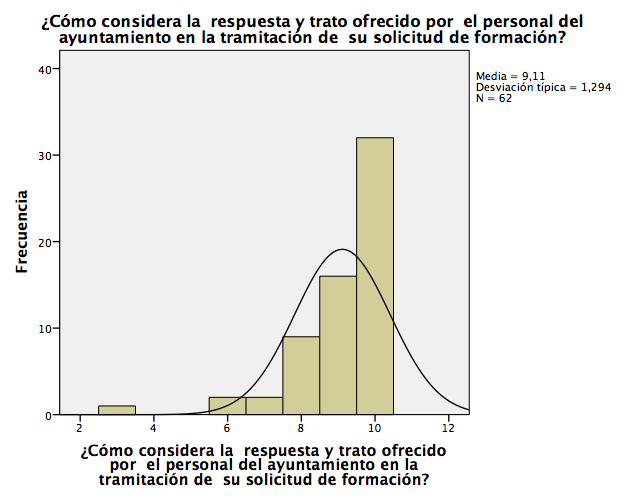 ¿Cómo considera la  respuesta y trato ofrecido por  el personal del
ayuntamiento en la tramitación de  su solicitud de formación?
Media = 9,11
Desviación típica = 1,294
N = 62
Frecuencia
40
30
20
10
0
2 4 6 8 10 12
¿Cómo considera la  respuesta y trato ofrecido
por  el personal del ayuntamiento en la
tramitación de  su solicitud de formación?